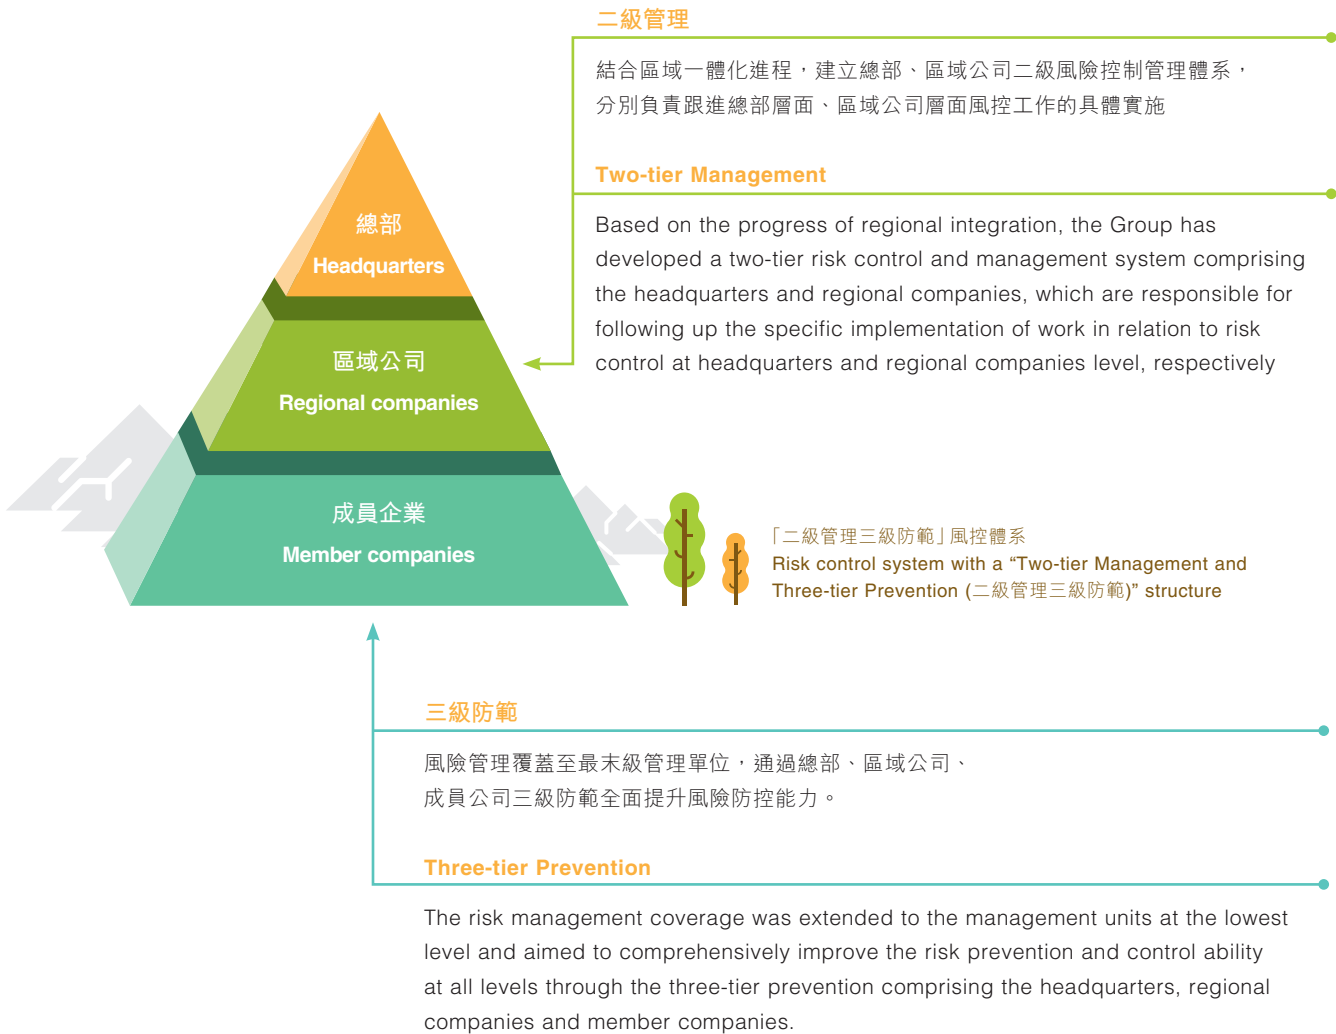 二級管理
結合區域一體化進程，建立總部、區域公司二級風險控制管理體系，
分別負責跟進總部層面、區域公司層面風控工作的具體實施
Two-tier Management
Based on the progress of regional integration, the Group has
developed a two-tier risk control and management system comprising
the headquarters and regional companies, which are responsible for
following up the specific implementation of work in relation to risk
control at headquarters and regional companies level, respectively
總部
Headquarters
區域公司
Regional companies
成員企業
Member companies
「二級管理三級防範」風控體系
Risk control system with a “Two-tier Management and
Three-tier Prevention (二級管理三級防範)” structure
三級防範
風險管理覆蓋至最末級管理單位，通過總部、區域公司、
成員公司三級防範全面提升風險防控能力。
Three-tier Prevention
The risk management coverage was extended to the management units at the lowest
level and aimed to comprehensively improve the risk prevention and control ability
at all levels through the three-tier prevention comprising the headquarters, regional
companies and member companies.